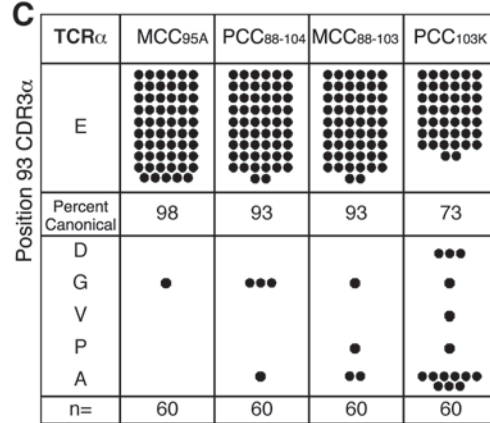 C
TCRα MCC95A PCC88-104 MCC88-103 PCC103K
Position 93 CDR3α
E
Percent Canonical 98 93 93 73
D
G
V
P
A
n= 60 60 60 60